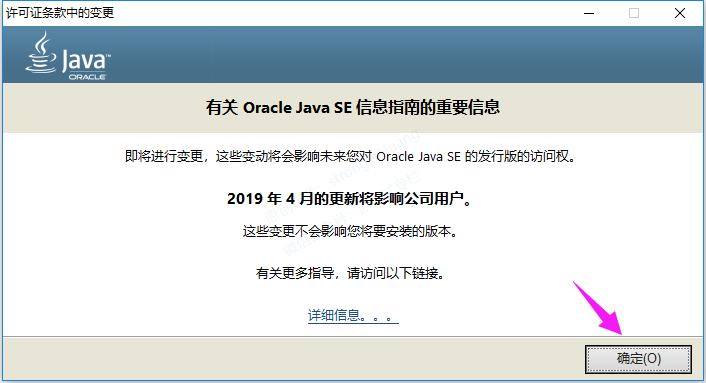 许可证条款中的变更
Java™
ORACLE
有关 Oracle Java SE 信息指南的重要信息
即将进行变更，这些变动将会影响未来您对 Oracle Java SE 的发行版的访问权。
2019 年 4 月的更新将影响公司用户。
这些变更不会影响您将要安装的版本。
有关更多指导，请访问以下链接。
详细信息。。。
确定(O)